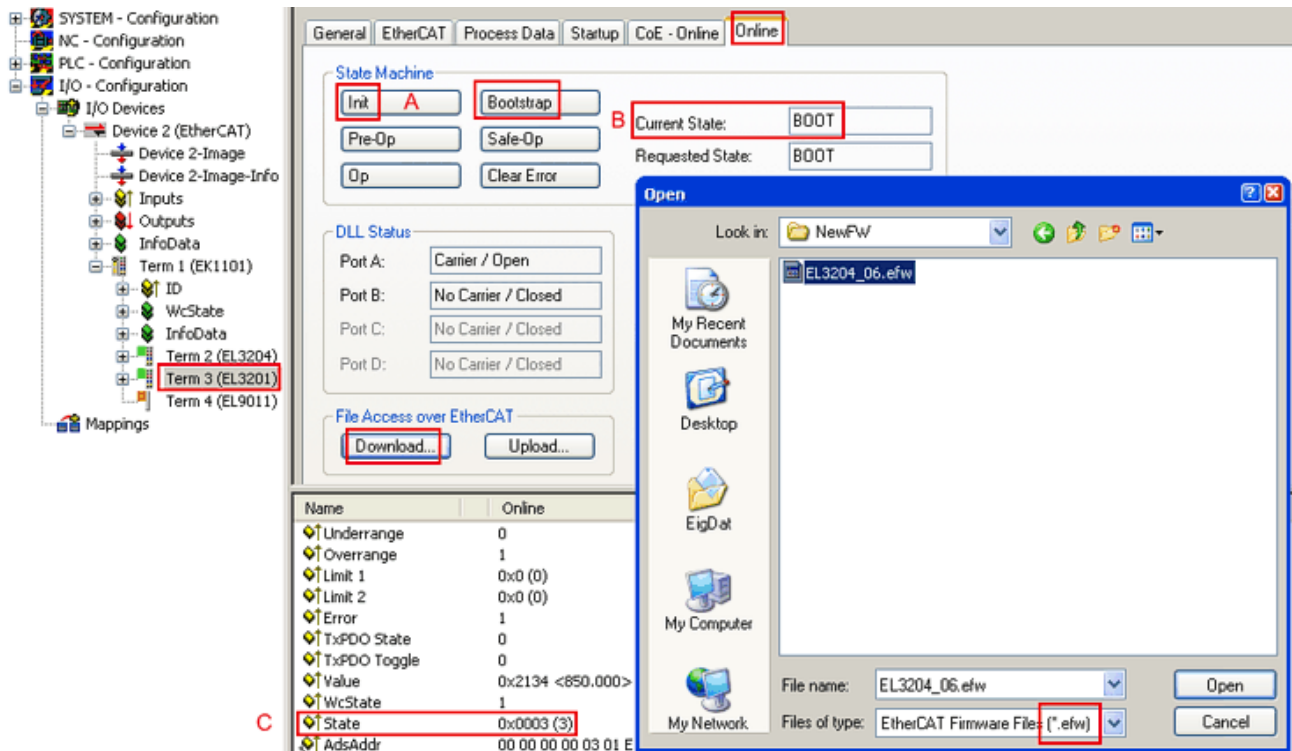 SYSTEM - Configuration
NC - Configuration
PLC - Configuration
I/O - Configuration
I/O Devices
Device 2 (EtherCAT)
Device 2-Image
Device 2-Image-Info
Inputs
Outputs
InfoData
Term 1 (EK1101)
ID
WcState
InfoData
Term 2 (EL3204)
Term 3 (EL3201)
Term 4 (EL9011)
Mappings
General EtherCAT Process Data Startup CoE - Online Online
State Machine
Init A Bootstrap
Pre-Op Safe-Op
Op Clear Error
B Current State: BOOT
Requested State: BOOT
DLL Status
Port A: Carrier / Open
Port B: No Carrier / Closed
Port C: No Carrier / Closed
Port D: No Carrier / Closed
File Access over EtherCAT
Download... Upload...
Name Online
Underrange 0
Overrange 1
Limit 1 0x0 (0)
Limit 2 0x0 (0)
Error 1
TxPDO State 0
TxPDO Toggle 0
Value 0x2134 <850.000>
WcState 1
C State 0x0003 (3)
AdsAddr 00 00 00 00 03 01 E
Open
Look in: NewFW
EL3204_06.efw
My Recent
Documents
Desktop
EigDat
My Computer
My Network
File name: EL3204_06.efw Open
Files of type: EtherCAT Firmware Files (*.efw) Cancel